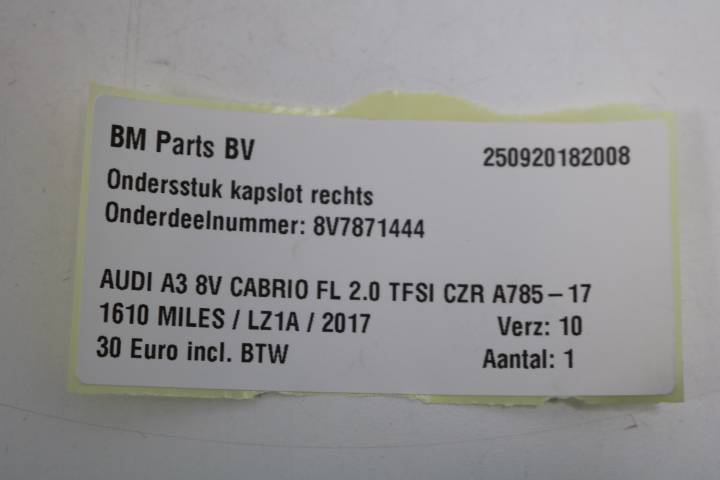 BM Parts BV 250920182008
Ondersstuk kapslot rechts
Onderdeelnummer: 8V7871444
AUDI A3 8V CABRIO FL 2.0 TFSI CZR A785 – 17
1610 MILES / LZ1A / 2017 Verz: 10
30 Euro incl. BTW Aantal: 1